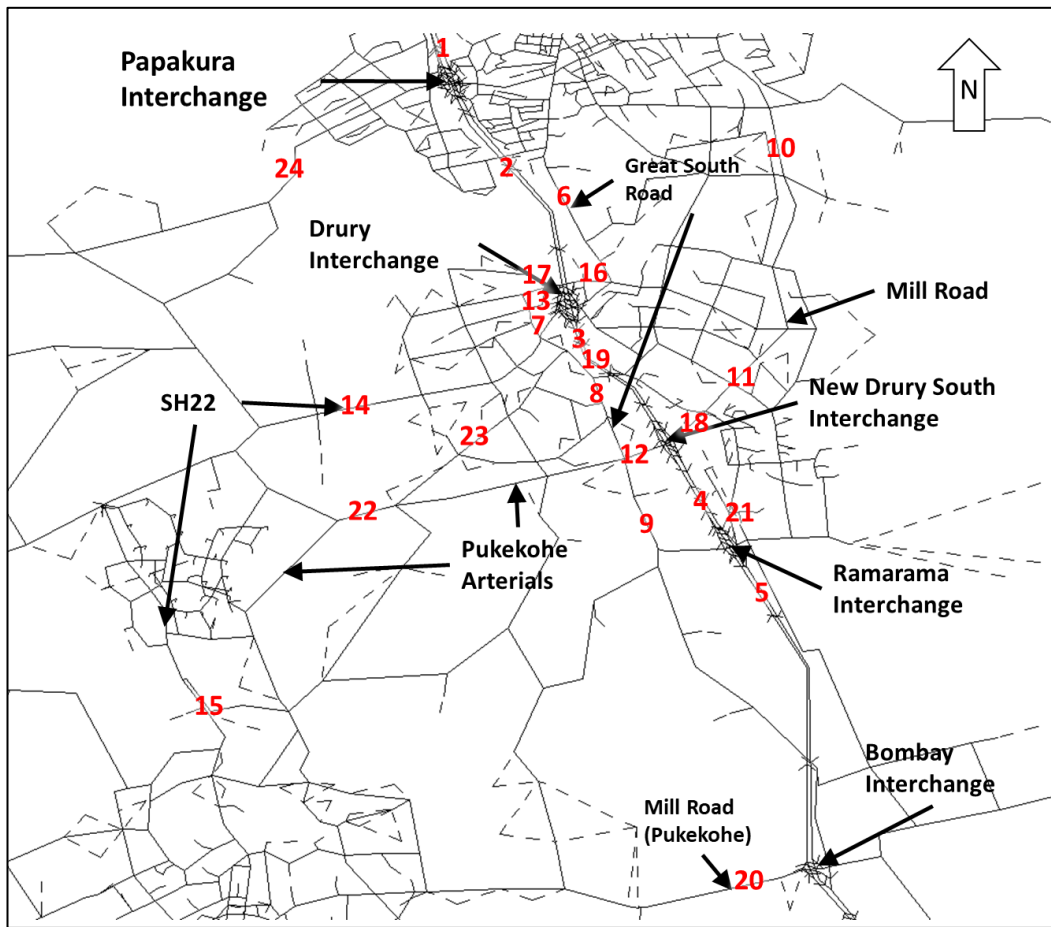 1
Papakura
Interchange
N
24
2
10
Great South
Road
6
Drury
Interchange
17
16
13
Mill Road
7
3
19
11
8
New Drury South
Interchange
SH22
14
18
23
12
4
22
21
9
Pukekohe
Arterials
Ramarama
Interchange
5
15
Bombay
Interchange
Mill Road
(Pukekohe)
20